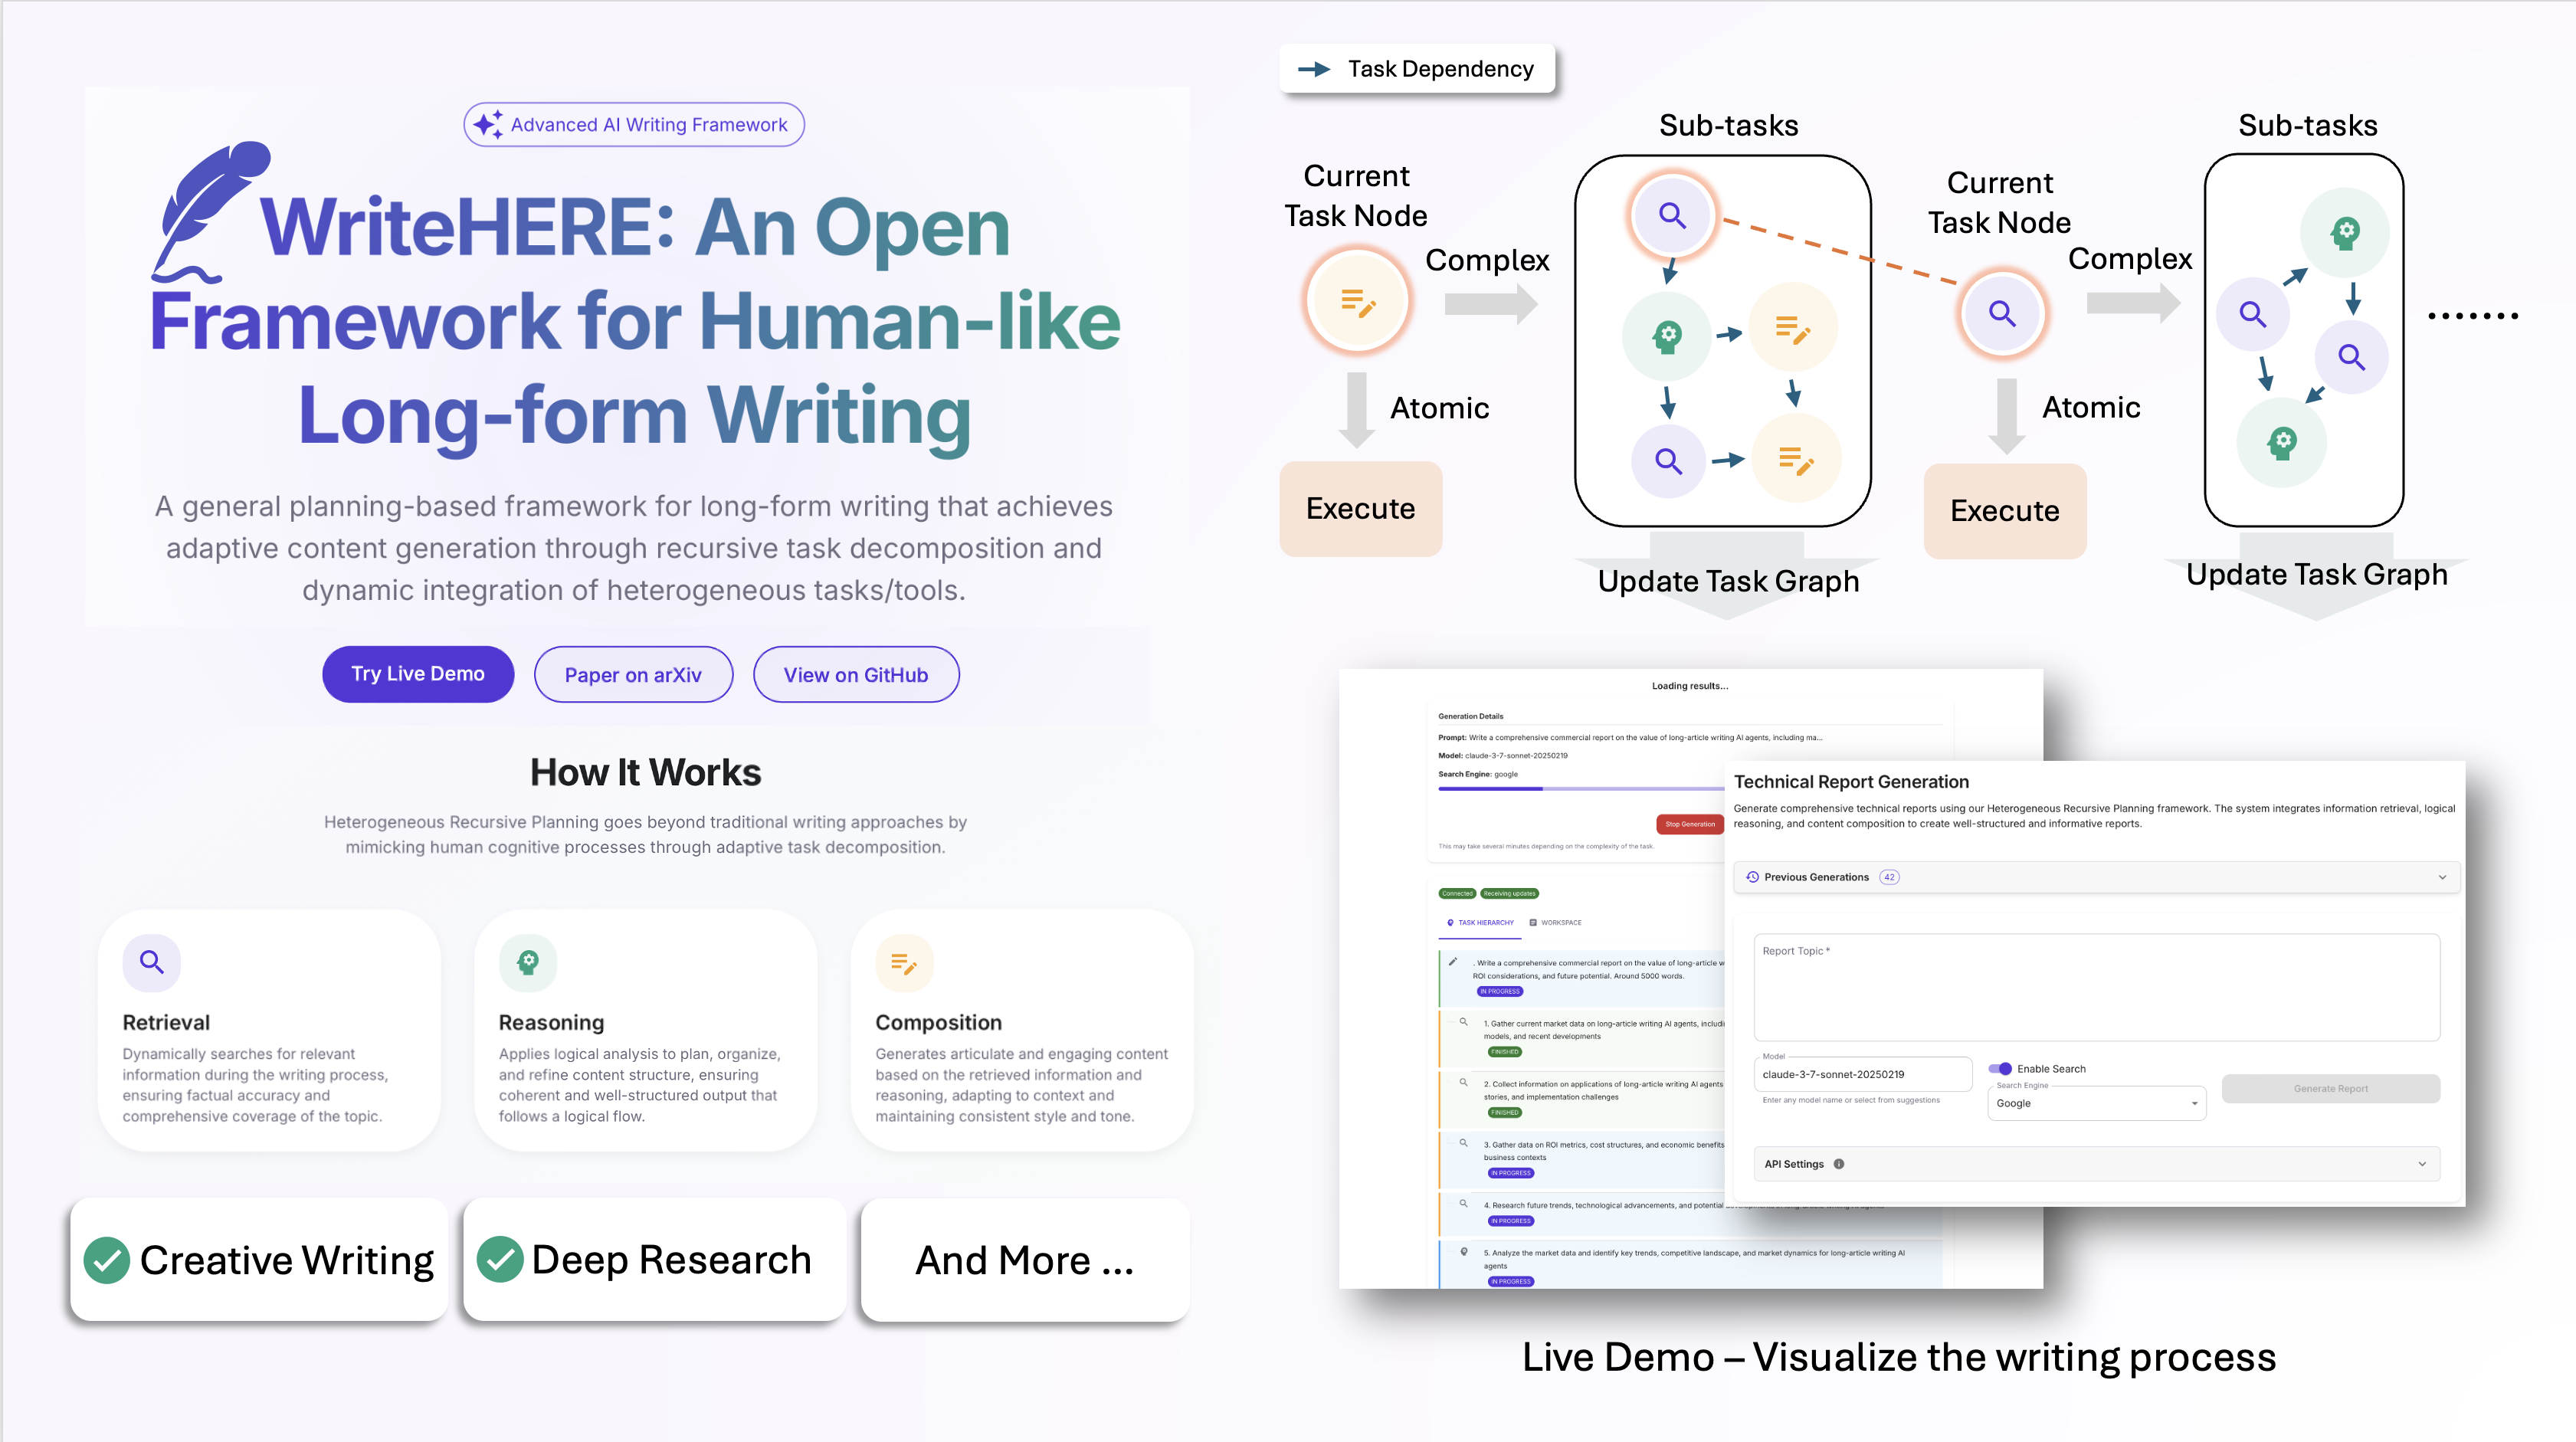 Advanced AI Writing Framework
WriteHERE: An Open
Framework for Human-like
Long-form Writing
A general planning-based framework for long-form writing that achieves
adaptive content generation through recursive task decomposition and
dynamic integration of heterogeneous tasks/tools.
Try Live Demo
Paper on arXiv
View on GitHub
How It Works
Heterogeneous Recursive Planning goes beyond traditional writing approaches by
mimicking human cognitive processes through adaptive task decomposition.
Retrieval
Dynamically searches for relevant
information during the writing process,
ensuring factual accuracy and
comprehensive coverage of the topic.
Reasoning
Applies logical analysis to plan, organize,
and refine content structure, ensuring
coherent and well-structured output that
follows a logical flow.
Composition
Generates articulate and engaging content
based on the retrieved information and
reasoning, adapting to context and
maintaining consistent style and tone.
Creative Writing
Deep Research
And More ...
Task Dependency
Current
Task Node
Complex
Atomic
Execute
Sub-tasks
Update Task Graph
Current
Task Node
Complex
Atomic
Execute
Sub-tasks
Update Task Graph
.......
Loading results...
Generation Details
Prompt: Write a comprehensive commercial report on the value of long-article writing AI agents, including ma...
Model: claude-3-7-sonnet-20250219
Search Engine: google
Stop Generation
This may take several minutes depending on the complexity of the task.
Connected
Receiving updates
TASK HIERARCHY
WORKSPACE
. Write a comprehensive commercial report on the value of long-article
ROI considerations, and future potential. Around 5000 words.
IN PROGRESS
1. Gather current market data on long-article writing AI agents,
models, and recent developments
FINISHED
2. Collect information on applications of long-article writing AI agents
stories, and implementation challenges
FINISHED
3. Gather data on ROI metrics, cost structures, and economic benefits
business contexts
IN PROGRESS
4. Research future trends, technological advancements, and potential
IN PROGRESS
5. Analyze the market data and identify key trends, competitive landscape, and market dynamics for long-article writing AI
agents
IN PROGRESS
Technical Report Generation
Generate comprehensive technical reports using our Heterogeneous Recursive Planning framework. The system integrates information retrieval, logical
reasoning, and content composition to create well-structured and informative reports.
Previous Generations 42
Report Topic *
Model
claude-3-7-sonnet-20250219
Enter any model name or select from suggestions
Enable Search
Search Engine
Google
Generate Report
API Settings
Live Demo – Visualize the writing process